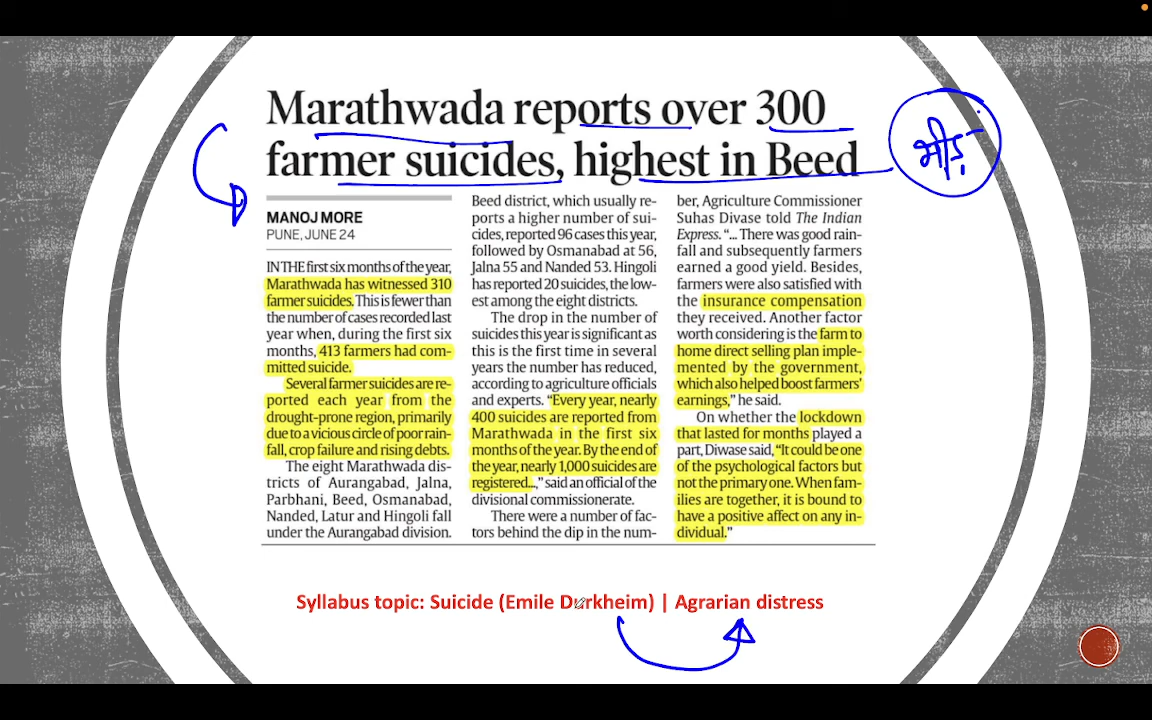 Marathwada reports over 300
farmer suicides, highest in Beed
MANOJ MORE
PUNE, JUNE 24
IN THE first six months of the year,
Marathwada has witnessed 310
farmer suicides. This is fewer than
the number of cases recorded last
year when, during the first six
months, 413 farmers had com-
mitted suicide.
Several farmer suicides are re-
ported each year from the
drought-prone region, primarily
due to a vicious circle of poor rain-
fall, crop failure and rising debts.
The eight Marathwada dis-
tricts of Aurangabad, Jalna,
Parbhani, Beed, Osmanabad,
Nanded, Latur and Hingoli fall
under the Aurangabad division.
Beed district, which usually re-
ports a higher number of sui-
cides, reported 96 cases this year,
followed by Osmanabad at 56,
Jalna 55 and Nanded 53. Hingoli
has reported 20 suicides, the low-
est among the eight districts.
The drop in the number of
suicides this year is significant as
this is the first time in several
years the number has reduced,
according to agriculture officials
and experts. “Every year, nearly
400 suicides are reported from
Marathwada in the first six
months of the year. By the end of
the year, nearly 1,000 suicides are
registered...,” said an official of the
divisional commissionerate.
There were a number of fac-
tors behind the dip in the num-
ber, Agriculture Commissioner
Suhas Divase told The Indian
Express. “... There was good rain-
fall and subsequently farmers
earned a good yield. Besides,
farmers were also satisfied with
the insurance compensation
they received. Another factor
worth considering is the farm to
home direct selling plan imple-
mented by the government,
which also helped boost farmers’
earnings,” he said.
On whether the lockdown
that lasted for months played a
part, Diwase said, “It could be one
of the psychological factors but
not the primary one. When fam-
ilies are together, it is bound to
have a positive affect on any in-
dividual.”
Syllabus topic: Suicide (Emile Durkheim) | Agrarian distress